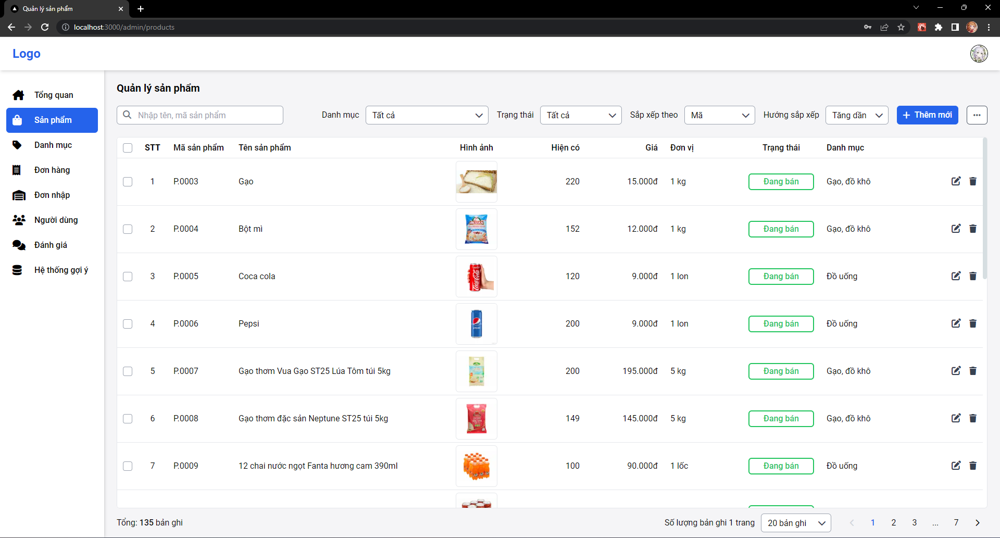 Quản lý sản phẩm
localhost:3000/admin/products
Logo
Tổng quan
Sản phẩm
Danh mục
Đơn hàng
Đơn nhập
Người dùng
Đánh giá
Hệ thống gợi ý
Quản lý sản phẩm
Nhập tên, mã sản phẩm
Danh mục Tất cả Trạng thái Tất cả Sắp xếp theo Mã Hướng sắp xếp Tăng dần + Thêm mới ...
STT Mã sản phẩm Tên sản phẩm Hình ảnh Hiện có Giá Đơn vị Trạng thái Danh mục
1 P.0003 Gạo 220 15.000đ 1 kg Đang bán Gạo, đồ khô
2 P.0004 Bột mì 152 12.000đ 1 kg Đang bán Gạo, đồ khô
MEIZAN
3 P.0005 Coca cola 120 9.000đ 1 lon Đang bán Đồ uống
Coca-Cola
4 P.0006 Pepsi 200 9.000đ 1 lon Đang bán Đồ uống
pepsi
5 P.0007 Gạo thơm Vua Gạo ST25 Lúa Tôm túi 5kg 200 195.000đ 5 kg Đang bán Gạo, đồ khô
6 P.0008 Gạo thơm đặc sản Neptune ST25 túi 5kg 149 145.000đ 5 kg Đang bán Gạo, đồ khô
7 P.0009 12 chai nước ngọt Fanta hương cam 390ml 100 90.000đ 1 lốc Đang bán Đồ uống
Tổng: 135 bản ghi
Số lượng bản ghi 1 trang 20 bản ghi 1 2 3 ... 7